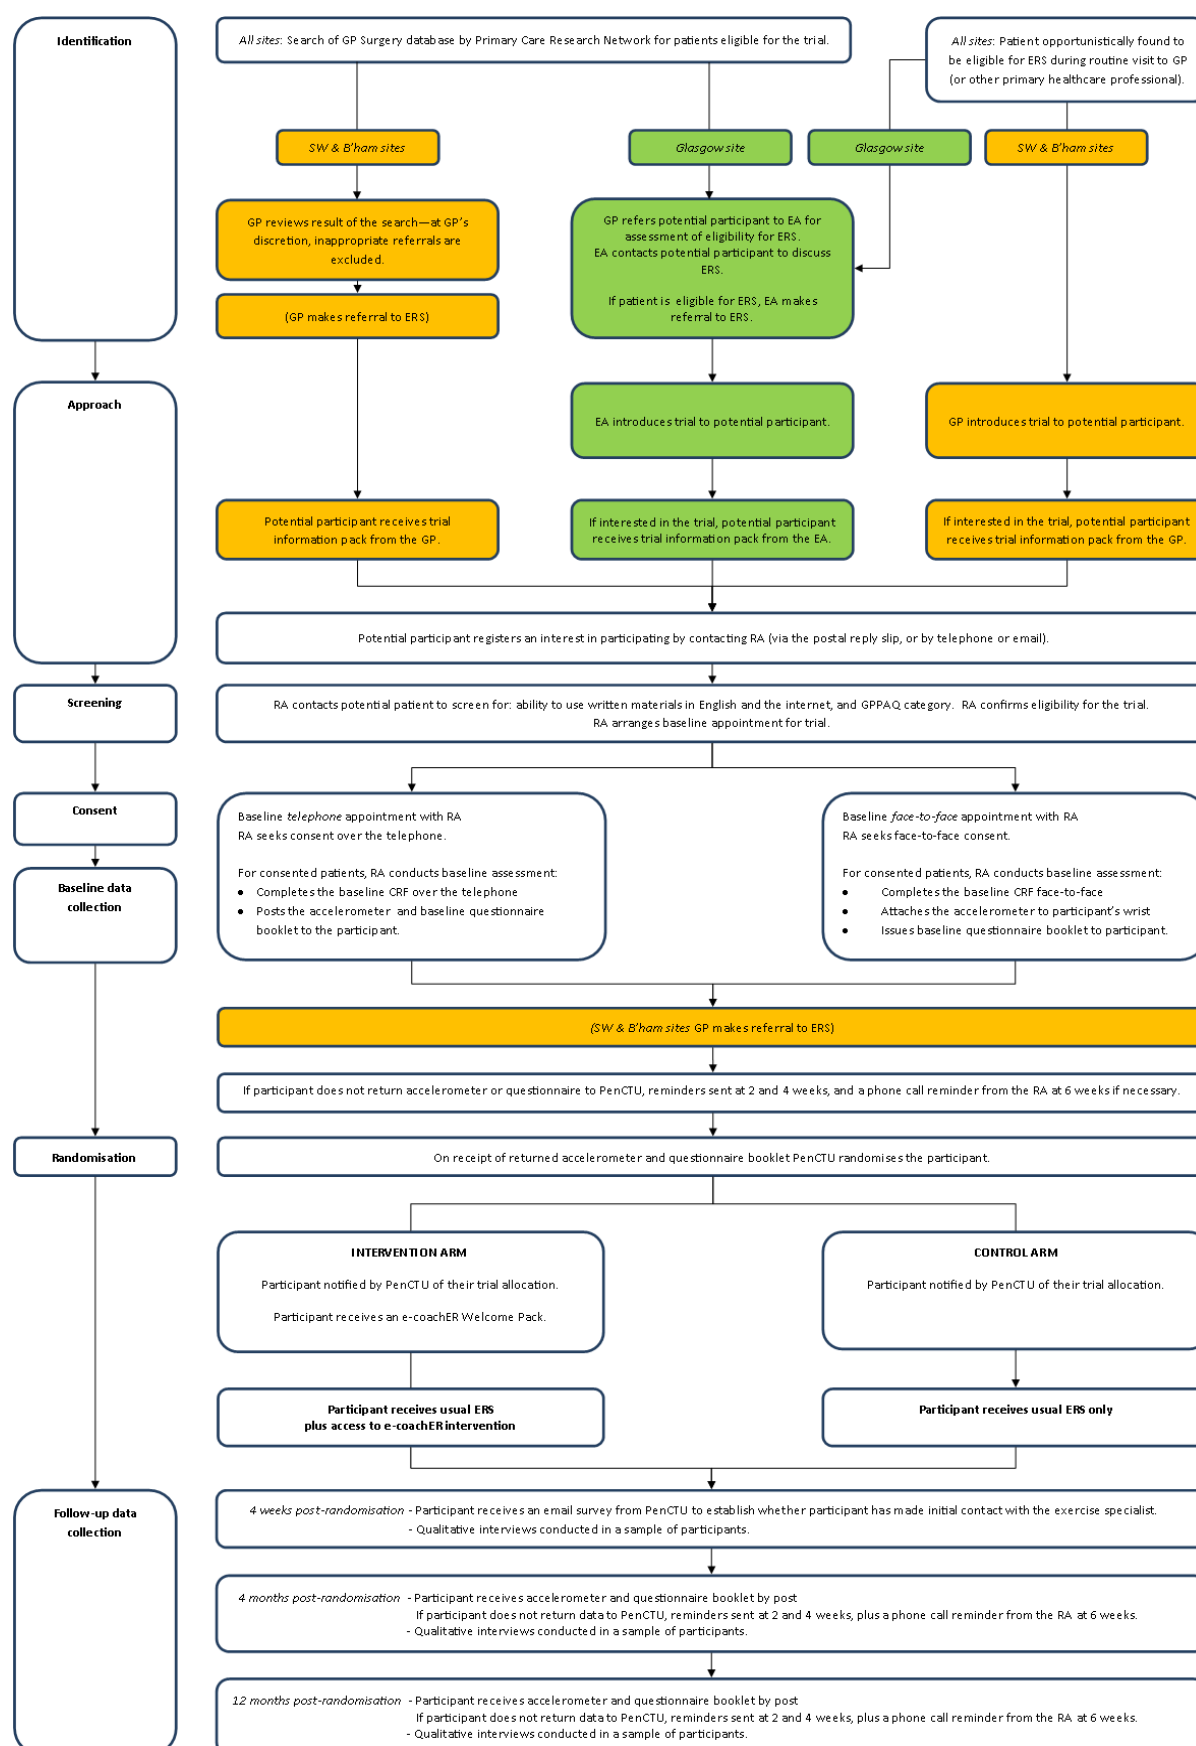 Identification
All sites: Search of GP Surgery database by Primary Care Research Network for patients eligible for the trial.
All sites: Patient opportunistically found to
be eligible for ERS during routine visit to GP
(or other primary healthcare professional).
SW & B'ham sites
Glasgow site
Glasgow site
SW & B'ham sites
GP reviews result of the search—at GP's
discretion, inappropriate referrals are
excluded.
(GP makes referral to ERS)
GP refers potential participant to EA for
assessment of eligibility for ERS.
EA contacts potential participant to discuss
ERS.
If patient is eligible for ERS, EA makes
referral to ERS.
Approach
EA introduces trial to potential participant.
GP introduces trial to potential participant.
Potential participant receives trial
information pack from the GP.
If interested in the trial, potential participant
receives trial information pack from the EA.
If interested in the trial, potential participant
receives trial information pack from the GP.
Potential participant registers an interest in participating by contacting RA (via the postal reply slip, or by telephone or email).
Screening
RA contacts potential patient to screen for: ability to use written materials in English and the internet, and GPPAQ category. RA confirms eligibility for the trial.
RA arranges baseline appointment for trial.
Consent
Baseline data
collection
Baseline telephone appointment with RA
RA seeks consent over the telephone.
For consented patients, RA conducts baseline assessment:
● Completes the baseline CRF over the telephone
● Posts the accelerometer and baseline questionnaire
booklet to the participant.
Baseline face-to-face appointment with RA
RA seeks face-to-face consent.
For consented patients, RA conducts baseline assessment:
● Completes the baseline CRF face-to-face
● Attaches the accelerometer to participant's wrist
● Issues baseline questionnaire booklet to participant.
(SW & B'ham sites GP makes referral to ERS)
If participant does not return accelerometer or questionnaire to PenCTU, reminders sent at 2 and 4 weeks, and a phone call reminder from the RA at 6 weeks if necessary.
Randomisation
On receipt of returned accelerometer and questionnaire booklet PenCTU randomises the participant.
INTERVENTION ARM
Participant notified by PenCTU of their trial allocation.
Participant receives an e-coachER Welcome Pack.
CONTROL ARM
Participant notified by PenCTU of their trial allocation.
Participant receives usual ERS
plus access to e-coachER intervention
Participant receives usual ERS only
Follow-up data
collection
4 weeks post-randomisation - Participant receives an email survey from PenCTU to establish whether participant has made initial contact with the exercise specialist.
- Qualitative interviews conducted in a sample of participants.
4 months post-randomisation - Participant receives accelerometer and questionnaire booklet by post
If participant does not return data to PenCTU, reminders sent at 2 and 4 weeks, plus a phone call reminder from the RA at 6 weeks.
- Qualitative interviews conducted in a sample of participants.
12 months post-randomisation - Participant receives accelerometer and questionnaire booklet by post
If participant does not return data to PenCTU, reminders sent at 2 and 4 weeks, plus a phone call reminder from the RA at 6 weeks.
- Qualitative interviews conducted in a sample of participants.